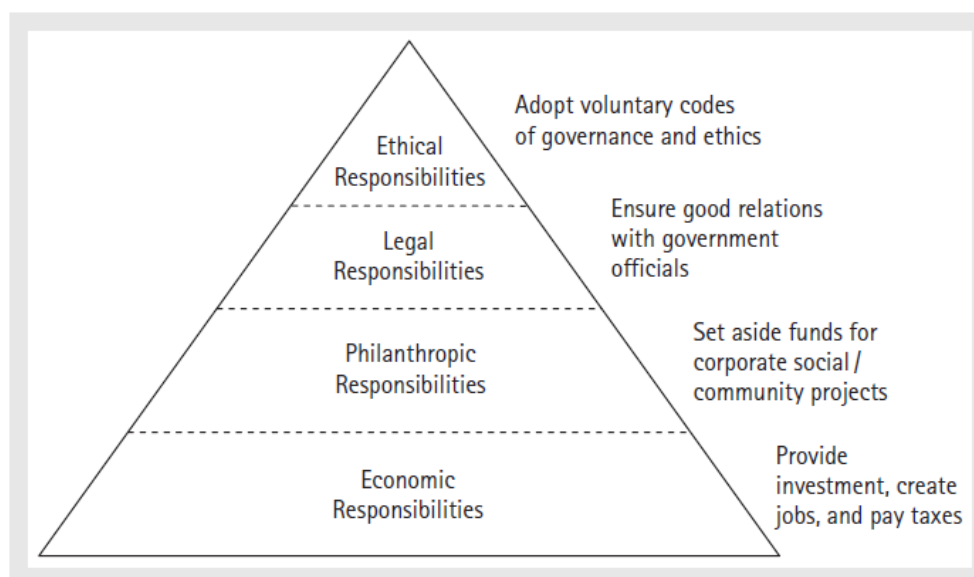 Adopt voluntary codes
of governance and ethics
Ethical
Responsibilities
Ensure good relations
with government
officials
Legal
Responsibilities
Set aside funds for
corporate social /
community projects
Philanthropic
Responsibilities
Provide
investment, create
jobs, and pay taxes
Economic
Responsibilities